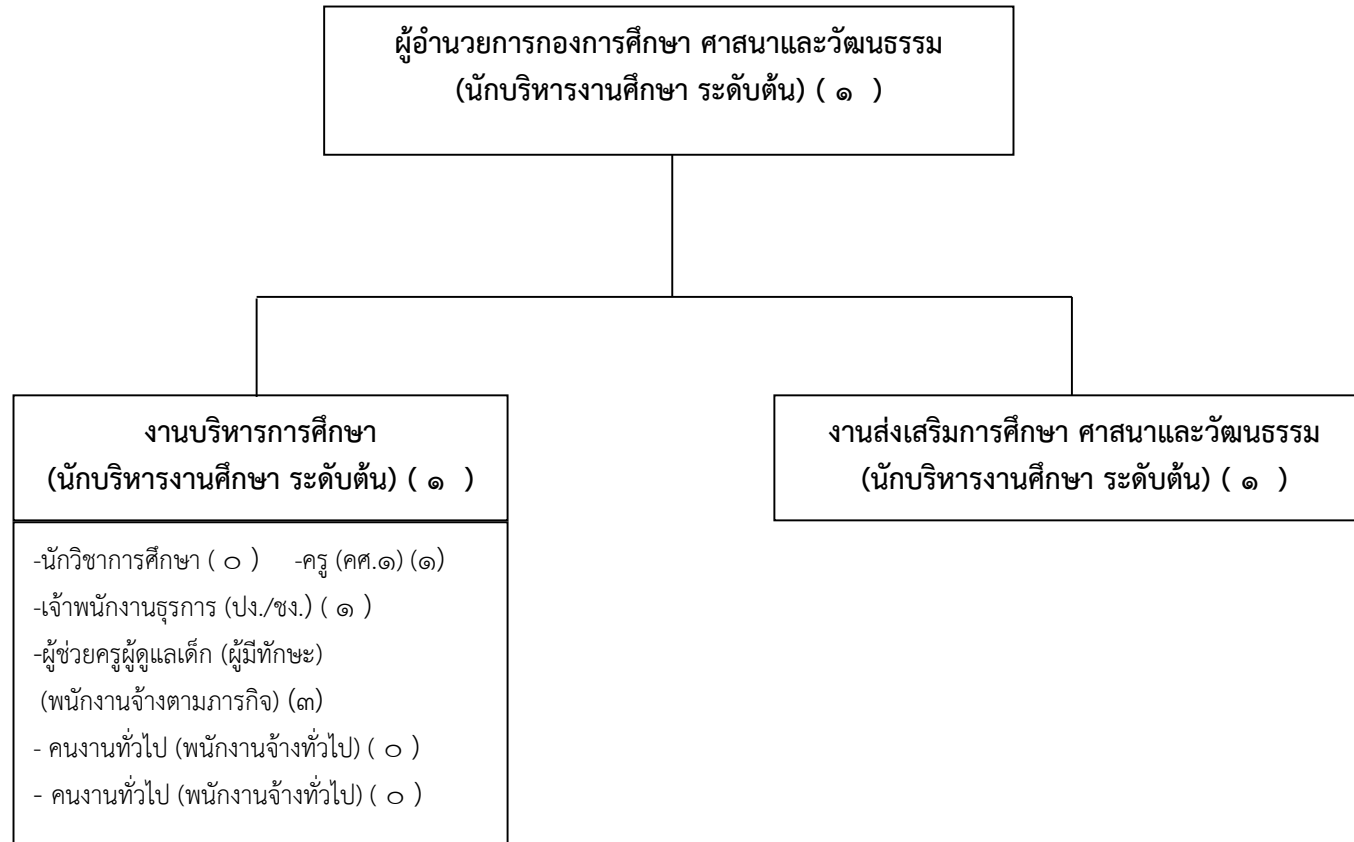 ผู้อำนวยการกองการศึกษา ศาสนาและวัฒนธรรม
(นักบริหารงานศึกษา ระดับต้น) ( ๑ )
งานบริหารการศึกษา
(นักบริหารงานศึกษา ระดับต้น) ( ๑ )
-นักวิชาการศึกษา ( ๐ ) -ครู (คศ.๑) (๑)
-เจ้าพนักงานธุรการ (ปง./ชง.) ( ๑ )
-ผู้ช่วยครูผู้ดูแลเด็ก (ผู้มีทักษะ)
(พนักงานจ้างตามภารกิจ) (๓)
- คนงานทั่วไป (พนักงานจ้างทั่วไป) ( ๐ )
- คนงานทั่วไป (พนักงานจ้างทั่วไป) ( ๐ )
งานส่งเสริมการศึกษา ศาสนาและวัฒนธรรม
(นักบริหารงานศึกษา ระดับต้น) ( ๑ )